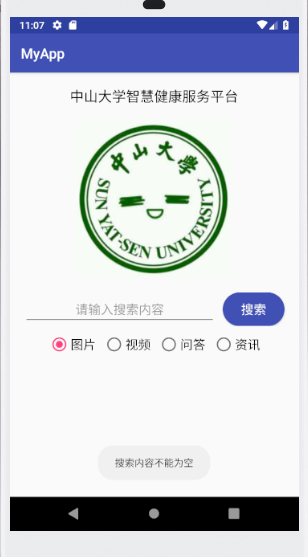 11:07
MyApp
中山大学智慧健康服务平台
中山大学
SUN YAT-SEN UNIVERSITY
请输入搜索内容 搜索
图片 视频 问答 资讯
搜索内容不能为空